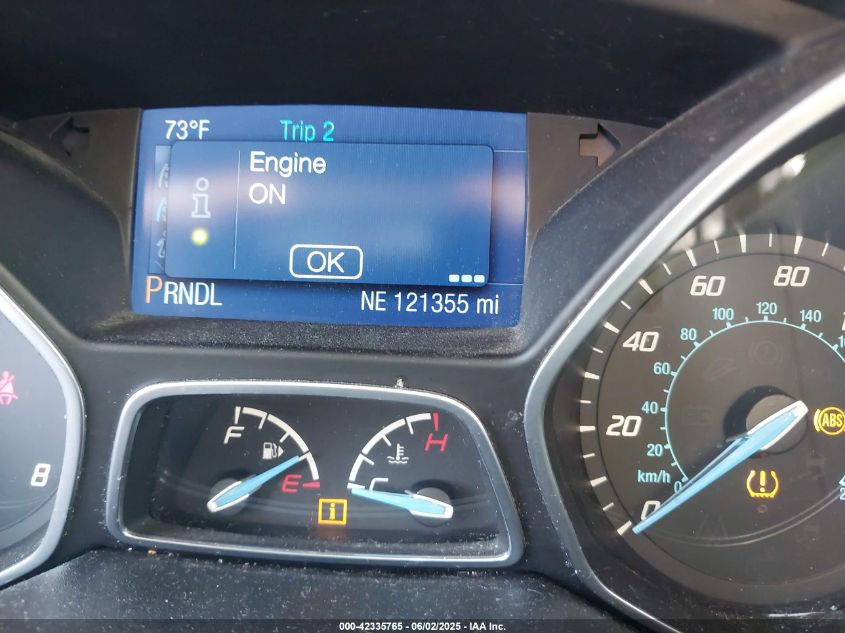 73°F Trip 2
Engine
ON
OK
PRNDL NE 121355 mi
8
F
E
H
C
0
20
40
60
80
km/h
0
20
40
60
80
100
120
140
ABS
000-42335765 - 06/02/2025 - IAA Inc.